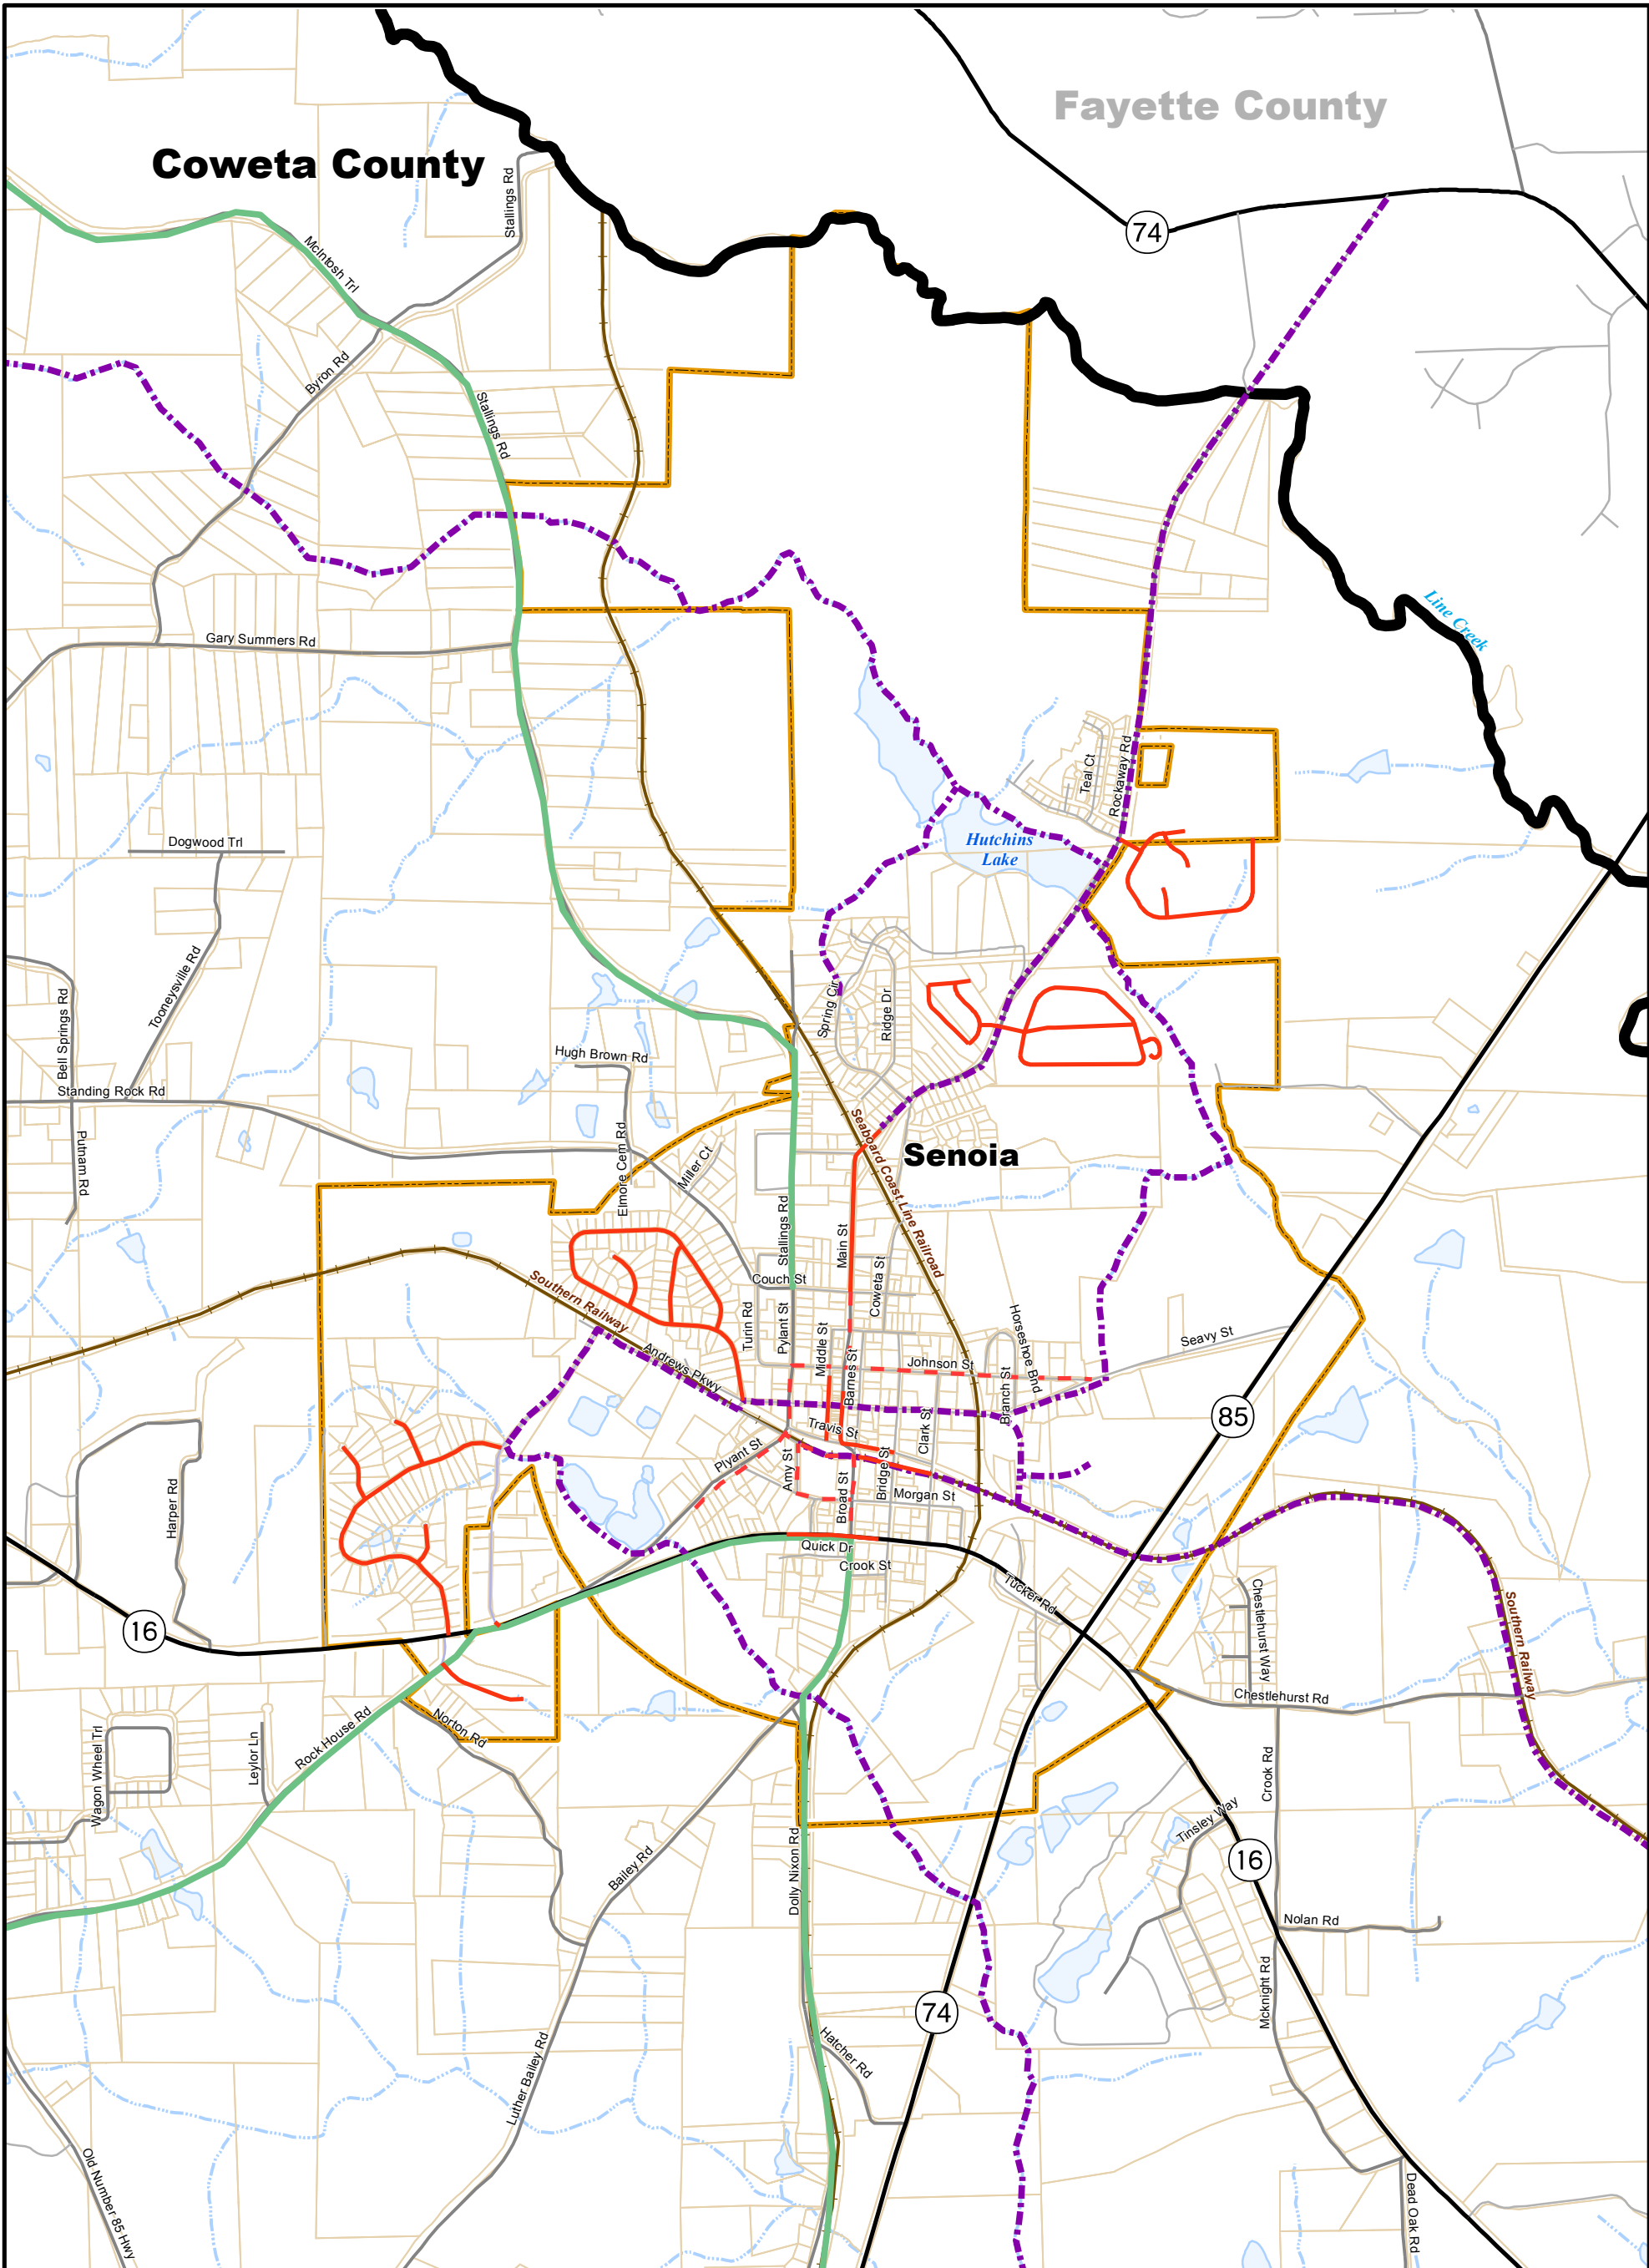 Fayette County
Coweta County
Stallings Rd
74
McIntosh Trl
Byron Rd
Stallings Rd
Line Creek
Gary Summers Rd
Teal Ct
Rockaway Rd
Dogwood Trl
Hutchins
Lake
Tooneysville Rd
Bell Springs Rd
Spring Cir
Ridge Dr
Hugh Brown Rd
Standing Rock Rd
Seaboard Coast Line Railroad
Senoia
Putnam Rd
Elmore Cem Rd
Miller Ct
Stallings Rd
Main St
Coweta St
Couch St
Southern Railway
Turin Rd
Pylant St
Middle St
Barnes St
Johnson St
Horseshoe Bnd
Seavy St
Andrews Pkwy
Branch St
85
Travis St
Clark St
Plyant St
Amy St
Broad St
Bridge St
Morgan St
Harper Rd
Quick Dr
Crook St
Tucker Rd
16
Chestlehurst Way
Southern Railway
Chestlehurst Rd
Norton Rd
Rock House Rd
Leylor Ln
Wagon Wheel Trl
Crook Rd
Tinsley Way
16
Bailey Rd
Dolly Nixon Rd
Nolan Rd
Mcknight Rd
74
Hatcher Rd
Luther Bailey Rd
Old Number 85 Hwy
Dead Oak Rd